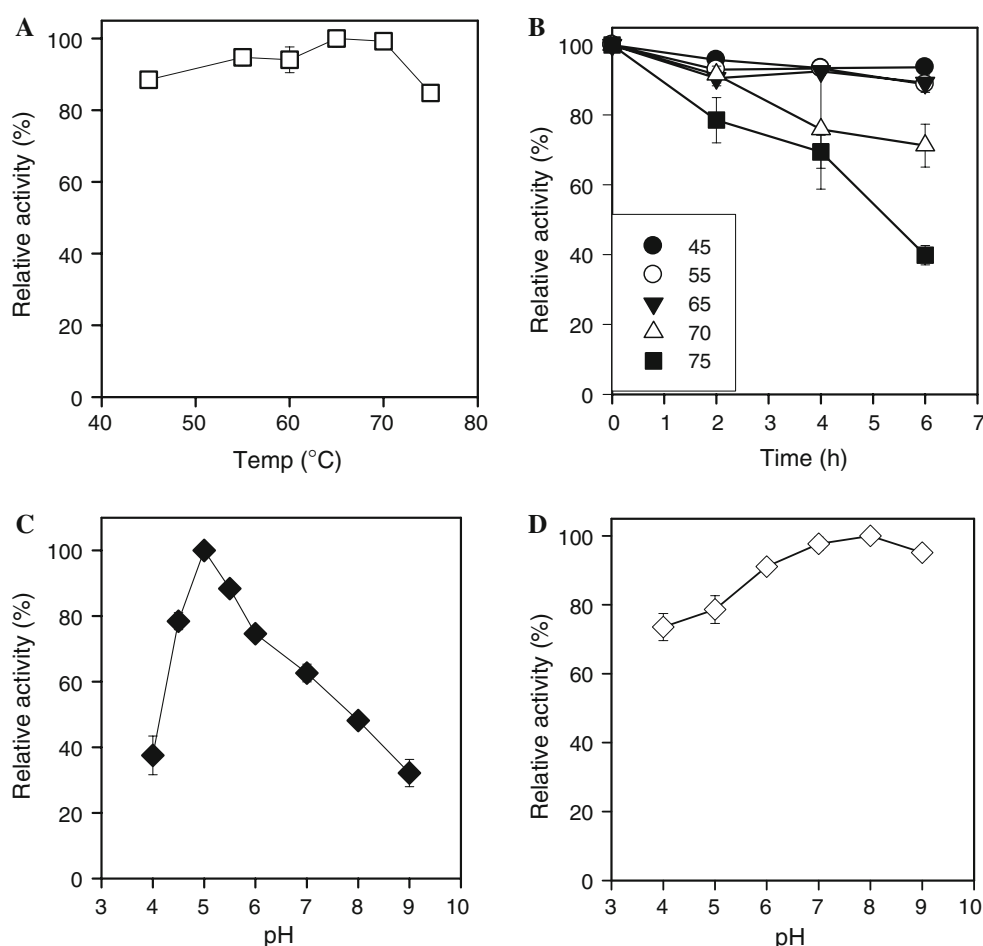 A
Relative activity (%)
100
80
60
40
20
0
40 50 60 70 80
Temp (°C)
B
Relative activity (%)
100
80
60
40
20
0
45
55
65
70
75
0 1 2 3 4 5 6 7
Time (h)
C
Relative activity (%)
100
80
60
40
20
0
3 4 5 6 7 8 9 10
pH
D
Relative activity (%)
100
80
60
40
20
0
3 4 5 6 7 8 9 10
pH